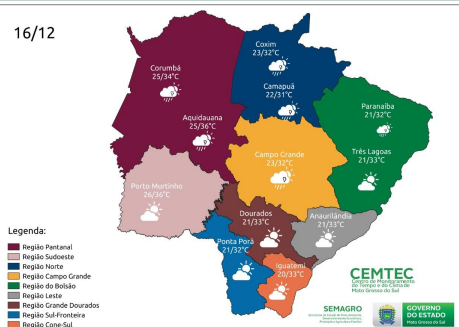 16/12
Coxim
23/32°C
Corumbá
25/34°C
Camapuã
22/31°C
Paranaíba
21/32°C
Aquidauana
25/36°C
Três Lagoas
21/33°C
Campo Grande
23/32°C
Porto Murtinho
26/36°C
Dourados
21/33°C
Anaurilândia
21/33°C
Ponta Porã
21/32°C
Iguatemi
20/33°C
Legenda:
Região Pantanal
Região Sudoeste
Região Norte
Região Campo Grande
Região do Bolsão
Região Leste
Região Grande Dourados
Região Sul-Fronteira
Região Cone-Sul
CEMTEC
Centro de Monitoramento
do Tempo e do Clima de
Mato Grosso do Sul
SEMAGRO
GOVERNO
DO ESTADO
Mato Grosso do Sul